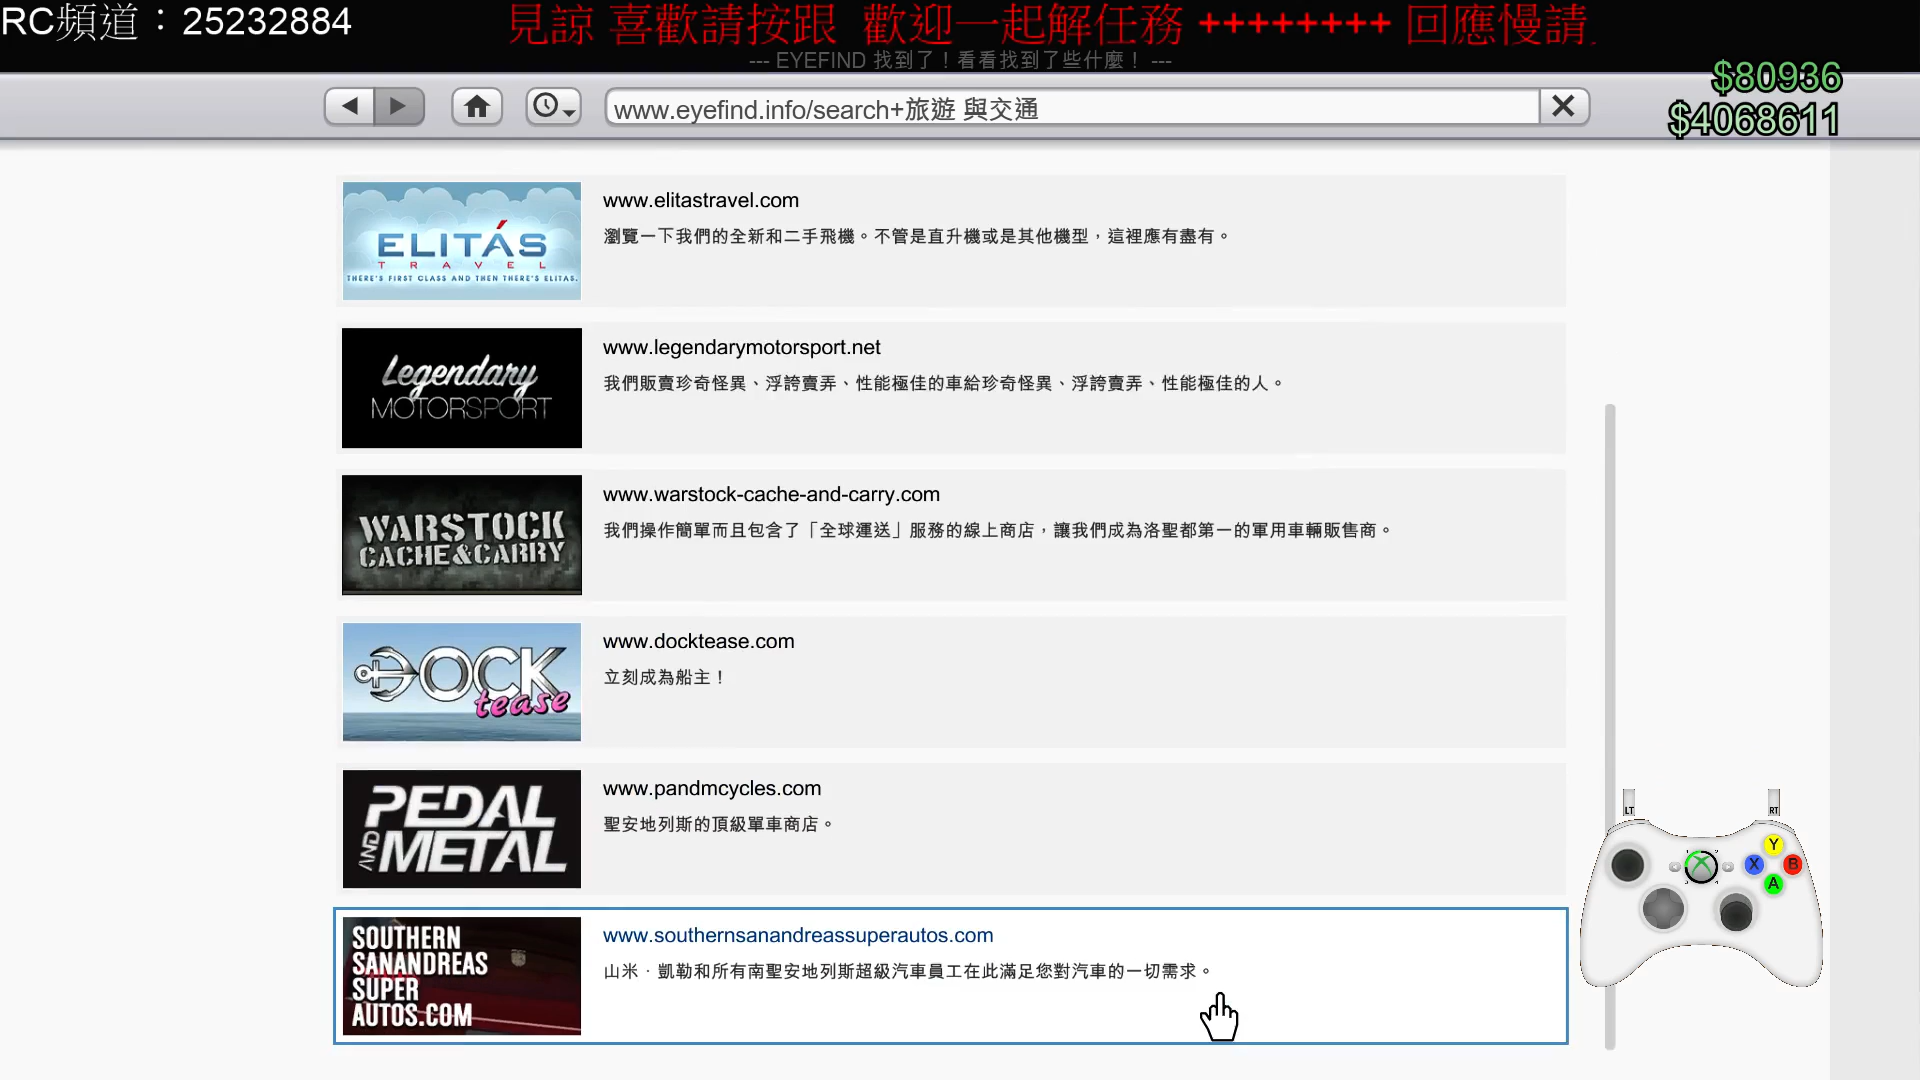 RC頻道：25232884
見諒 喜歡請按跟 歡迎一起解任務 ++++++++ 回應慢請
--- EYEFIND 找到了！看看找到了些什麼！ ---
$80936
www.eyefind.info/search+旅遊 與交通
$4068611
www.elitastravel.com
ELITÁS
TRAVEL
THERE'S FIRST CLASS AND THEN THERE'S ELITAS.
瀏覽一下我們的全新和二手飛機。不管是直升機或是其他機型，這裡應有盡有。
www.legendarymotorsport.net
Legendary
MOTORSPORT
我們販賣珍奇怪異、浮誇賣弄、性能極佳的車給珍奇怪異、浮誇賣弄、性能極佳的人。
www.warstock-cache-and-carry.com
WARSTOCK
CACHE&CARRY
我們操作簡單而且包含了「全球運送」服務的線上商店，讓我們成為洛聖都第一的軍用車輛販售商。
www.docktease.com
DOCK
tease
立刻成為船主！
www.pandmcycles.com
PEDAL
AND METAL
聖安地列斯的頂級單車商店。
LT
RT
Y
X
B
A
www.southernsanandreassuperautos.com
SOUTHERN
SANANDREAS
SUPER
AUTOS.COM
山米‧凱勒和所有南聖安地列斯超級汽車員工在此滿足您對汽車的一切需求。